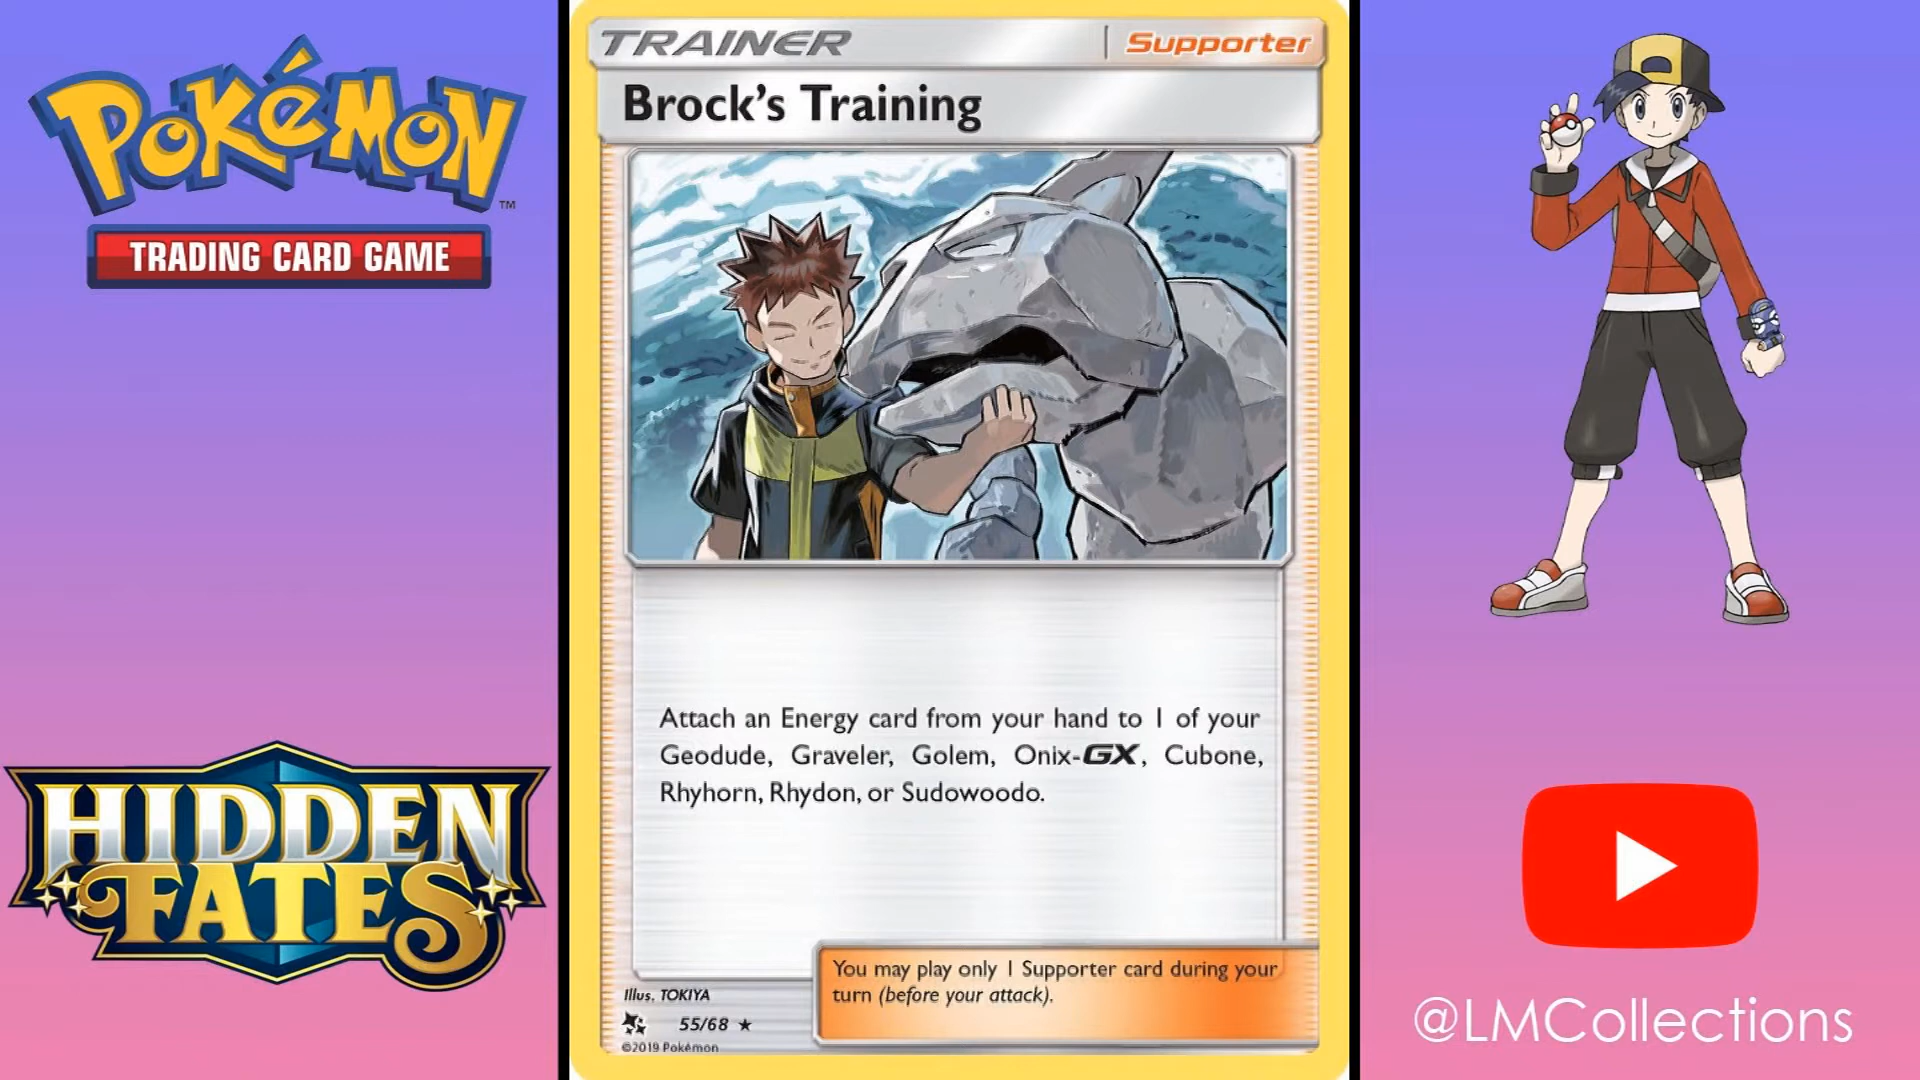 POKéMON
TM
TRADING CARD GAME
HIDDEN
FATES
TRAINER
Supporter
Brock's Training
Attach an Energy card from your hand to 1 of your
Geodude, Graveler, Golem, Onix-GX, Cubone,
Rhyhorn, Rhydon, or Sudowoodo.
You may play only 1 Supporter card during your
turn (before your attack).
Illus. TOKIYA
55/68 ★
©2019 Pokémon
@LMCollections